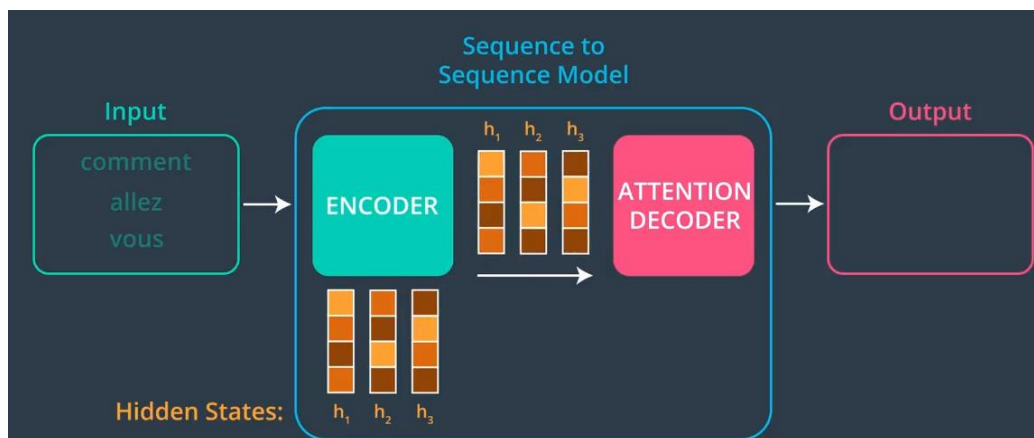 Sequence to
Sequence Model
Input
Output
comment
allez
vous
ENCODER
h₁ h₂ h₃
ATTENTION
DECODER
Hidden States:
h₁ h₂ h₃